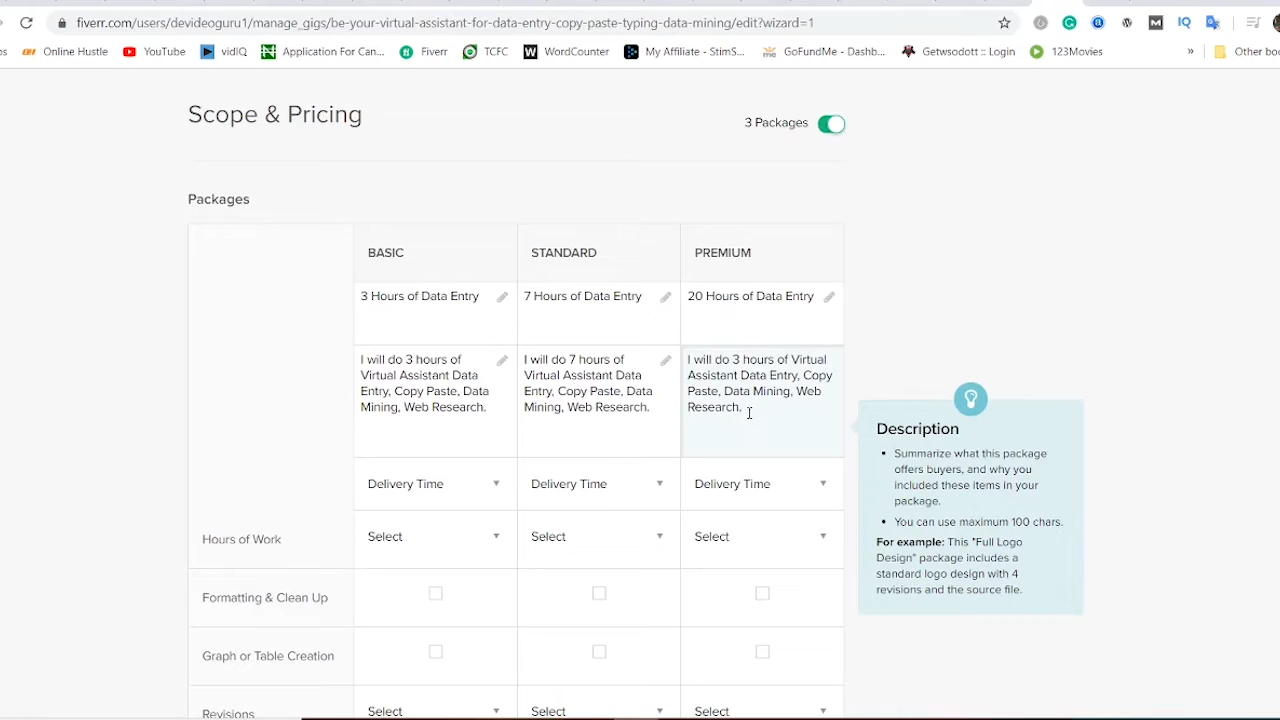 fiverr.com/users/devideoguru1/manage_gigs/be-your-virtual-assistant-for-data-entry-copy-paste-typing-data-mining/edit?wizard=1
Online Hustle YouTube vidIQ Application For Can... Fiverr TCFC WordCounter My Affiliate - StimS... GoFundMe - Dashb... Getwsodott :: Login 123Movies » Other boo
Scope & Pricing
3 Packages
Packages
BASIC STANDARD PREMIUM
3 Hours of Data Entry 7 Hours of Data Entry 20 Hours of Data Entry
I will do 3 hours of I will do 7 hours of I will do 3 hours of Virtual
Virtual Assistant Data Virtual Assistant Data Assistant Data Entry, Copy
Entry, Copy Paste, Data Entry, Copy Paste, Data Paste, Data Mining, Web
Mining, Web Research. Mining, Web Research. Research.
Description
• Summarize what this package
offers buyers, and why you
included these items in your
package.
• You can use maximum 100 chars.
For example: This "Full Logo
Design" package includes a
standard logo design with 4
revisions and the source file.
Delivery Time Delivery Time Delivery Time
Hours of Work Select Select Select
Formatting & Clean Up
Graph or Table Creation
Revisions Select Select Select